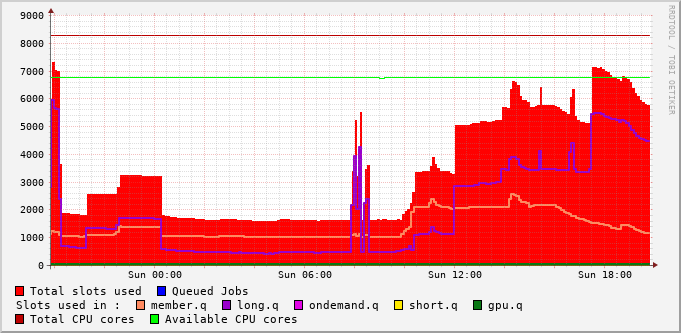 9000
8000
7000
6000
5000
4000
3000
2000
1000
0
Sun 00:00 Sun 06:00 Sun 12:00 Sun 18:00
RRDTOOL / TOBI OETIKER
Total slots used Queued Jobs
Slots used in : member.q long.q ondemand.q short.q gpu.q
Total CPU cores Available CPU cores